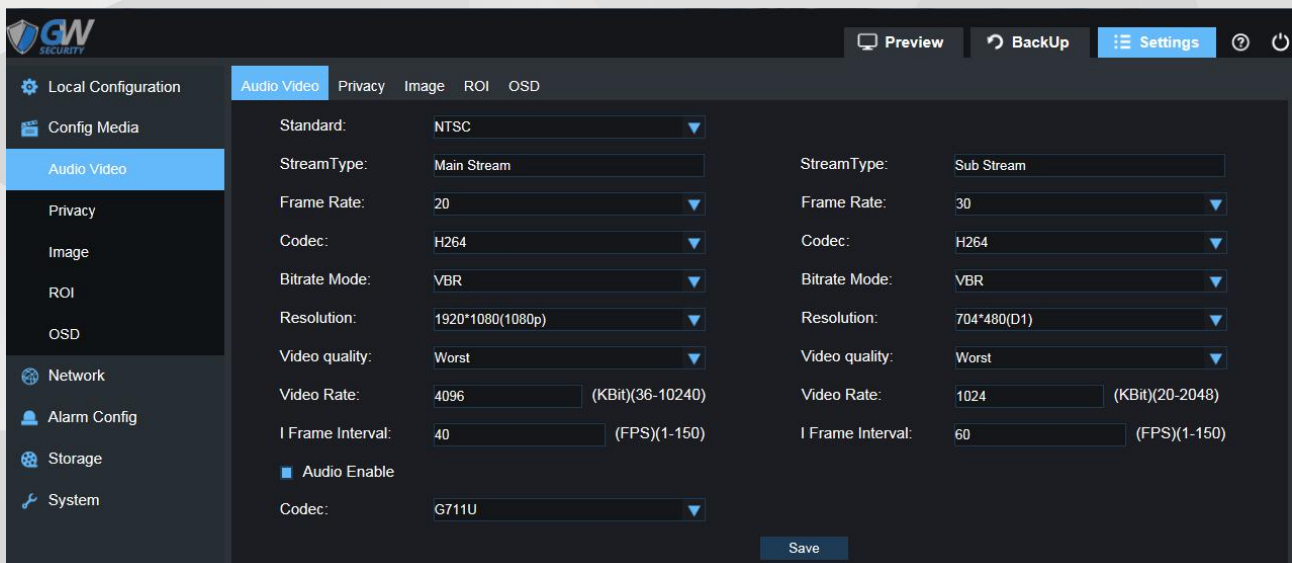 GW
SECURITY
Preview BackUp Settings
Local Configuration
Config Media
Audio Video
Privacy
Image
ROI
OSD
Network
Alarm Config
Storage
System
Audio Video Privacy Image ROI OSD
Standard: NTSC
StreamType: Main Stream StreamType: Sub Stream
Frame Rate: 20 Frame Rate: 30
Codec: H264 Codec: H264
Bitrate Mode: VBR Bitrate Mode: VBR
Resolution: 1920*1080(1080p) Resolution: 704*480(D1)
Video quality: Worst Video quality: Worst
Video Rate: 4096 (KBit)(36-10240) Video Rate: 1024 (KBit)(20-2048)
I Frame Interval: 40 (FPS)(1-150) I Frame Interval: 60 (FPS)(1-150)
Audio Enable
Codec: G711U
Save